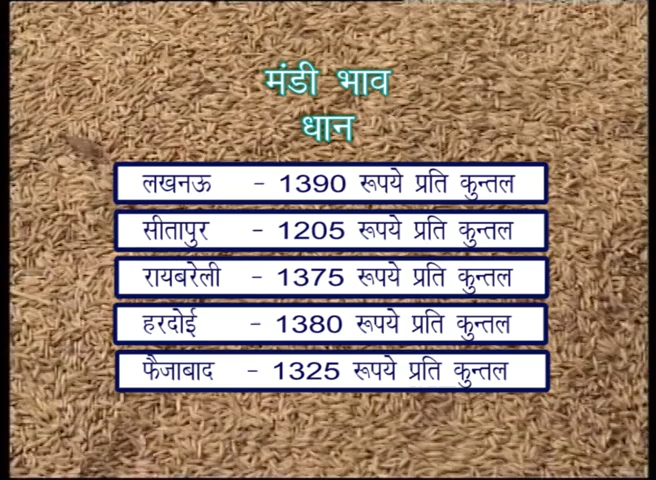 मंडी भाव
धान
लखनऊ - 1390 रूपये प्रति कुन्तल
सीतापुर - 1205 रूपये प्रति कुन्तल
रायबरेली - 1375 रूपये प्रति कुन्तल
हरदोई - 1380 रूपये प्रति कुन्तल
फैजाबाद - 1325 रूपये प्रति कुन्तल